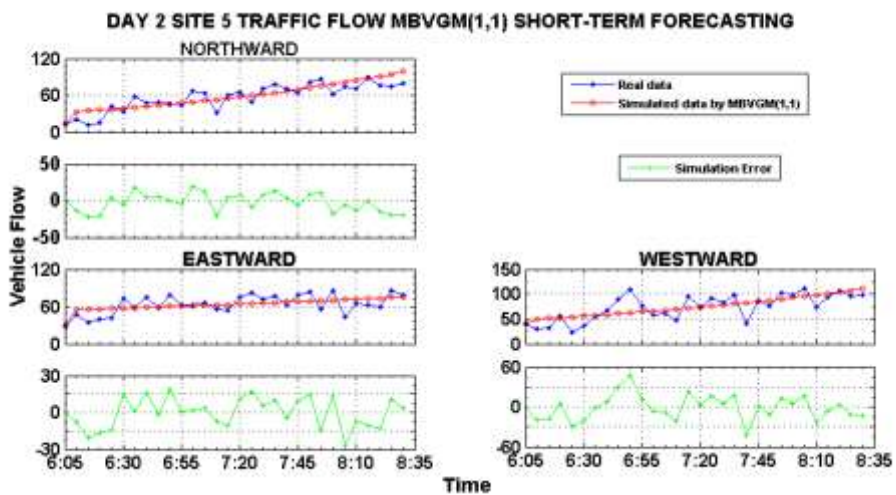 DAY 2 SITE 5 TRAFFIC FLOW MBVGM(1,1) SHORT-TERM FORECASTING
NORTHWARD
120
60
0
Real data
Simulated data by MBVGM(1,1)
50
0
-50
Simulation Error
Vehicle Flow
EASTWARD
120
60
0
WESTWARD
150
100
50
0
30
0
-30
6:05 6:30 6:55 7:20 7:45 8:10 8:35
60
0
-60
6:05 6:30 6:55 7:20 7:45 8:10 8:35
Time